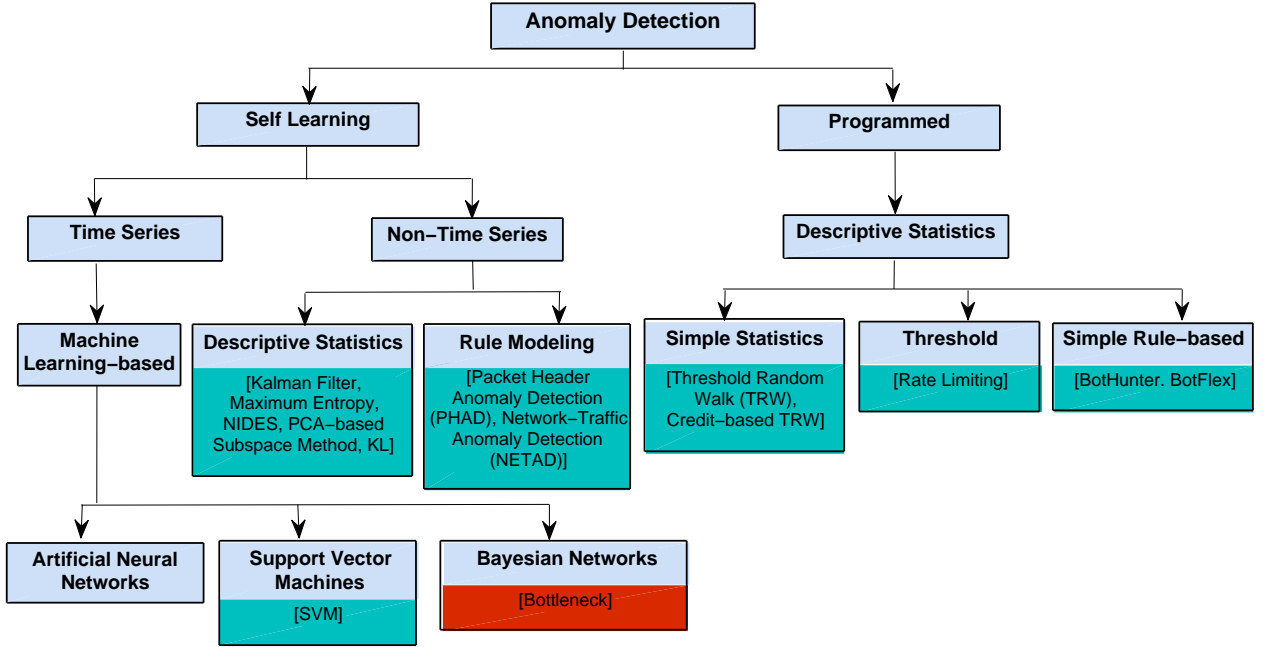 Anomaly Detection
Self Learning
Programmed
Time Series
Non−Time Series
Descriptive Statistics
Machine
Learning−based
Descriptive Statistics
[Kalman Filter,
Maximum Entropy,
NIDES, PCA−based
Subspace Method, KL]
Rule Modeling
[Packet Header
Anomaly Detection
(PHAD), Network−Traffic
Anomaly Detection
(NETAD)]
Simple Statistics
[Threshold Random
Walk (TRW),
Credit−based TRW]
Threshold
[Rate Limiting]
Simple Rule−based
[BotHunter. BotFlex]
Artificial Neural
Networks
Support Vector
Machines
[SVM]
Bayesian Networks
[Bottleneck]